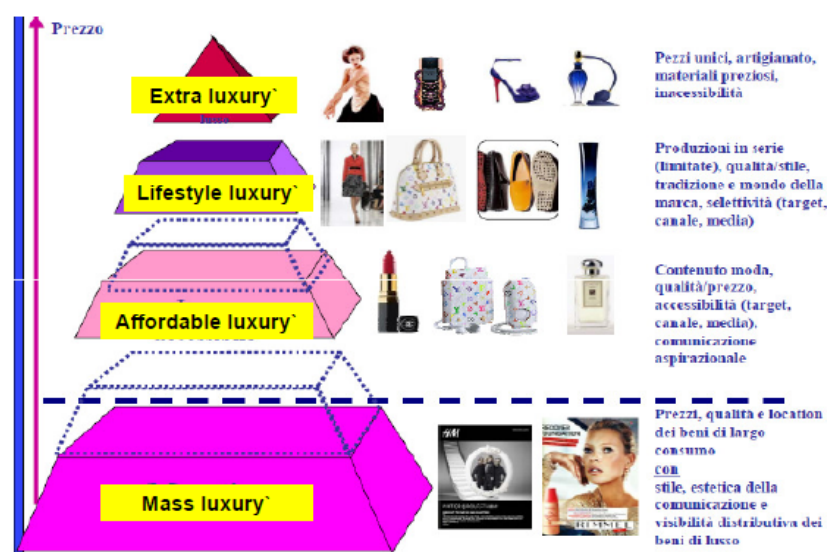 Prezzo
Extra luxury`
Pezzi unici, artigianato,
materiali preziosi,
inacessibilità
Lifestyle luxury`
Produzioni in serie
(limitate), qualità/stile,
tradizione e mondo della
marca, selettività (target,
canale, media)
Affordable luxury`
Contenuto moda,
qualità/prezzo,
accessibilità (target,
canale, media),
comunicazione
aspirazionale
Mass luxury`
H&M
RIMMEL
Prezzi, qualità e location
dei beni di largo
consumo
con
stile, estetica della
comunicazione e
visibilità distributiva dei
beni di lusso